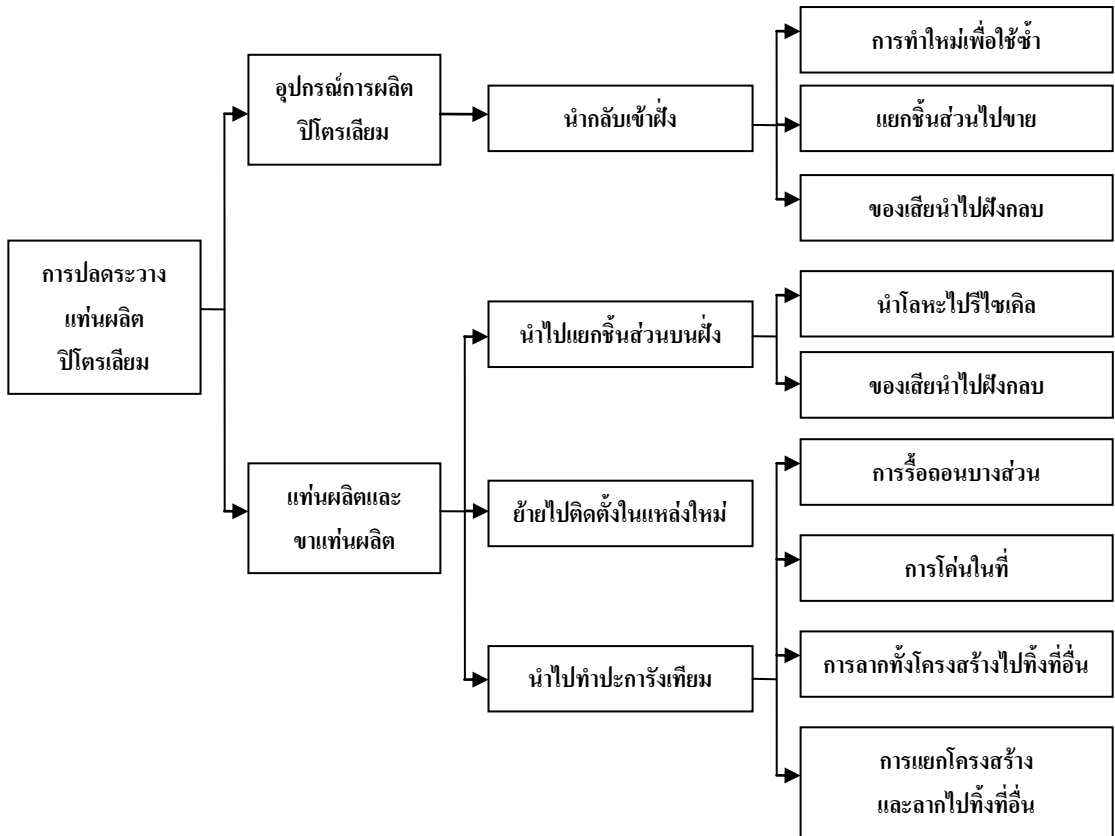 การปลดระวาง
แท่นผลิต
ปิโตรเลียม
อุปกรณ์การผลิต
ปิโตรเลียม
นำกลับเข้าฝั่ง
การทำใหม่เพื่อใช้ซ้ำ
แยกชิ้นส่วนไปขาย
ของเสียนำไปฝังกลบ
แท่นผลิตและ
ขาแท่นผลิต
นำไปแยกชิ้นส่วนบนฝั่ง
นำโลหะไปรีไซเคิล
ของเสียนำไปฝังกลบ
ย้ายไปติดตั้งในแหล่งใหม่
นำไปทำปะการังเทียม
การรื้อถอนบางส่วน
การโค่นในที่
การลากทั้งโครงสร้างไปทิ้งที่อื่น
การแยกโครงสร้าง
และลากไปทิ้งที่อื่น